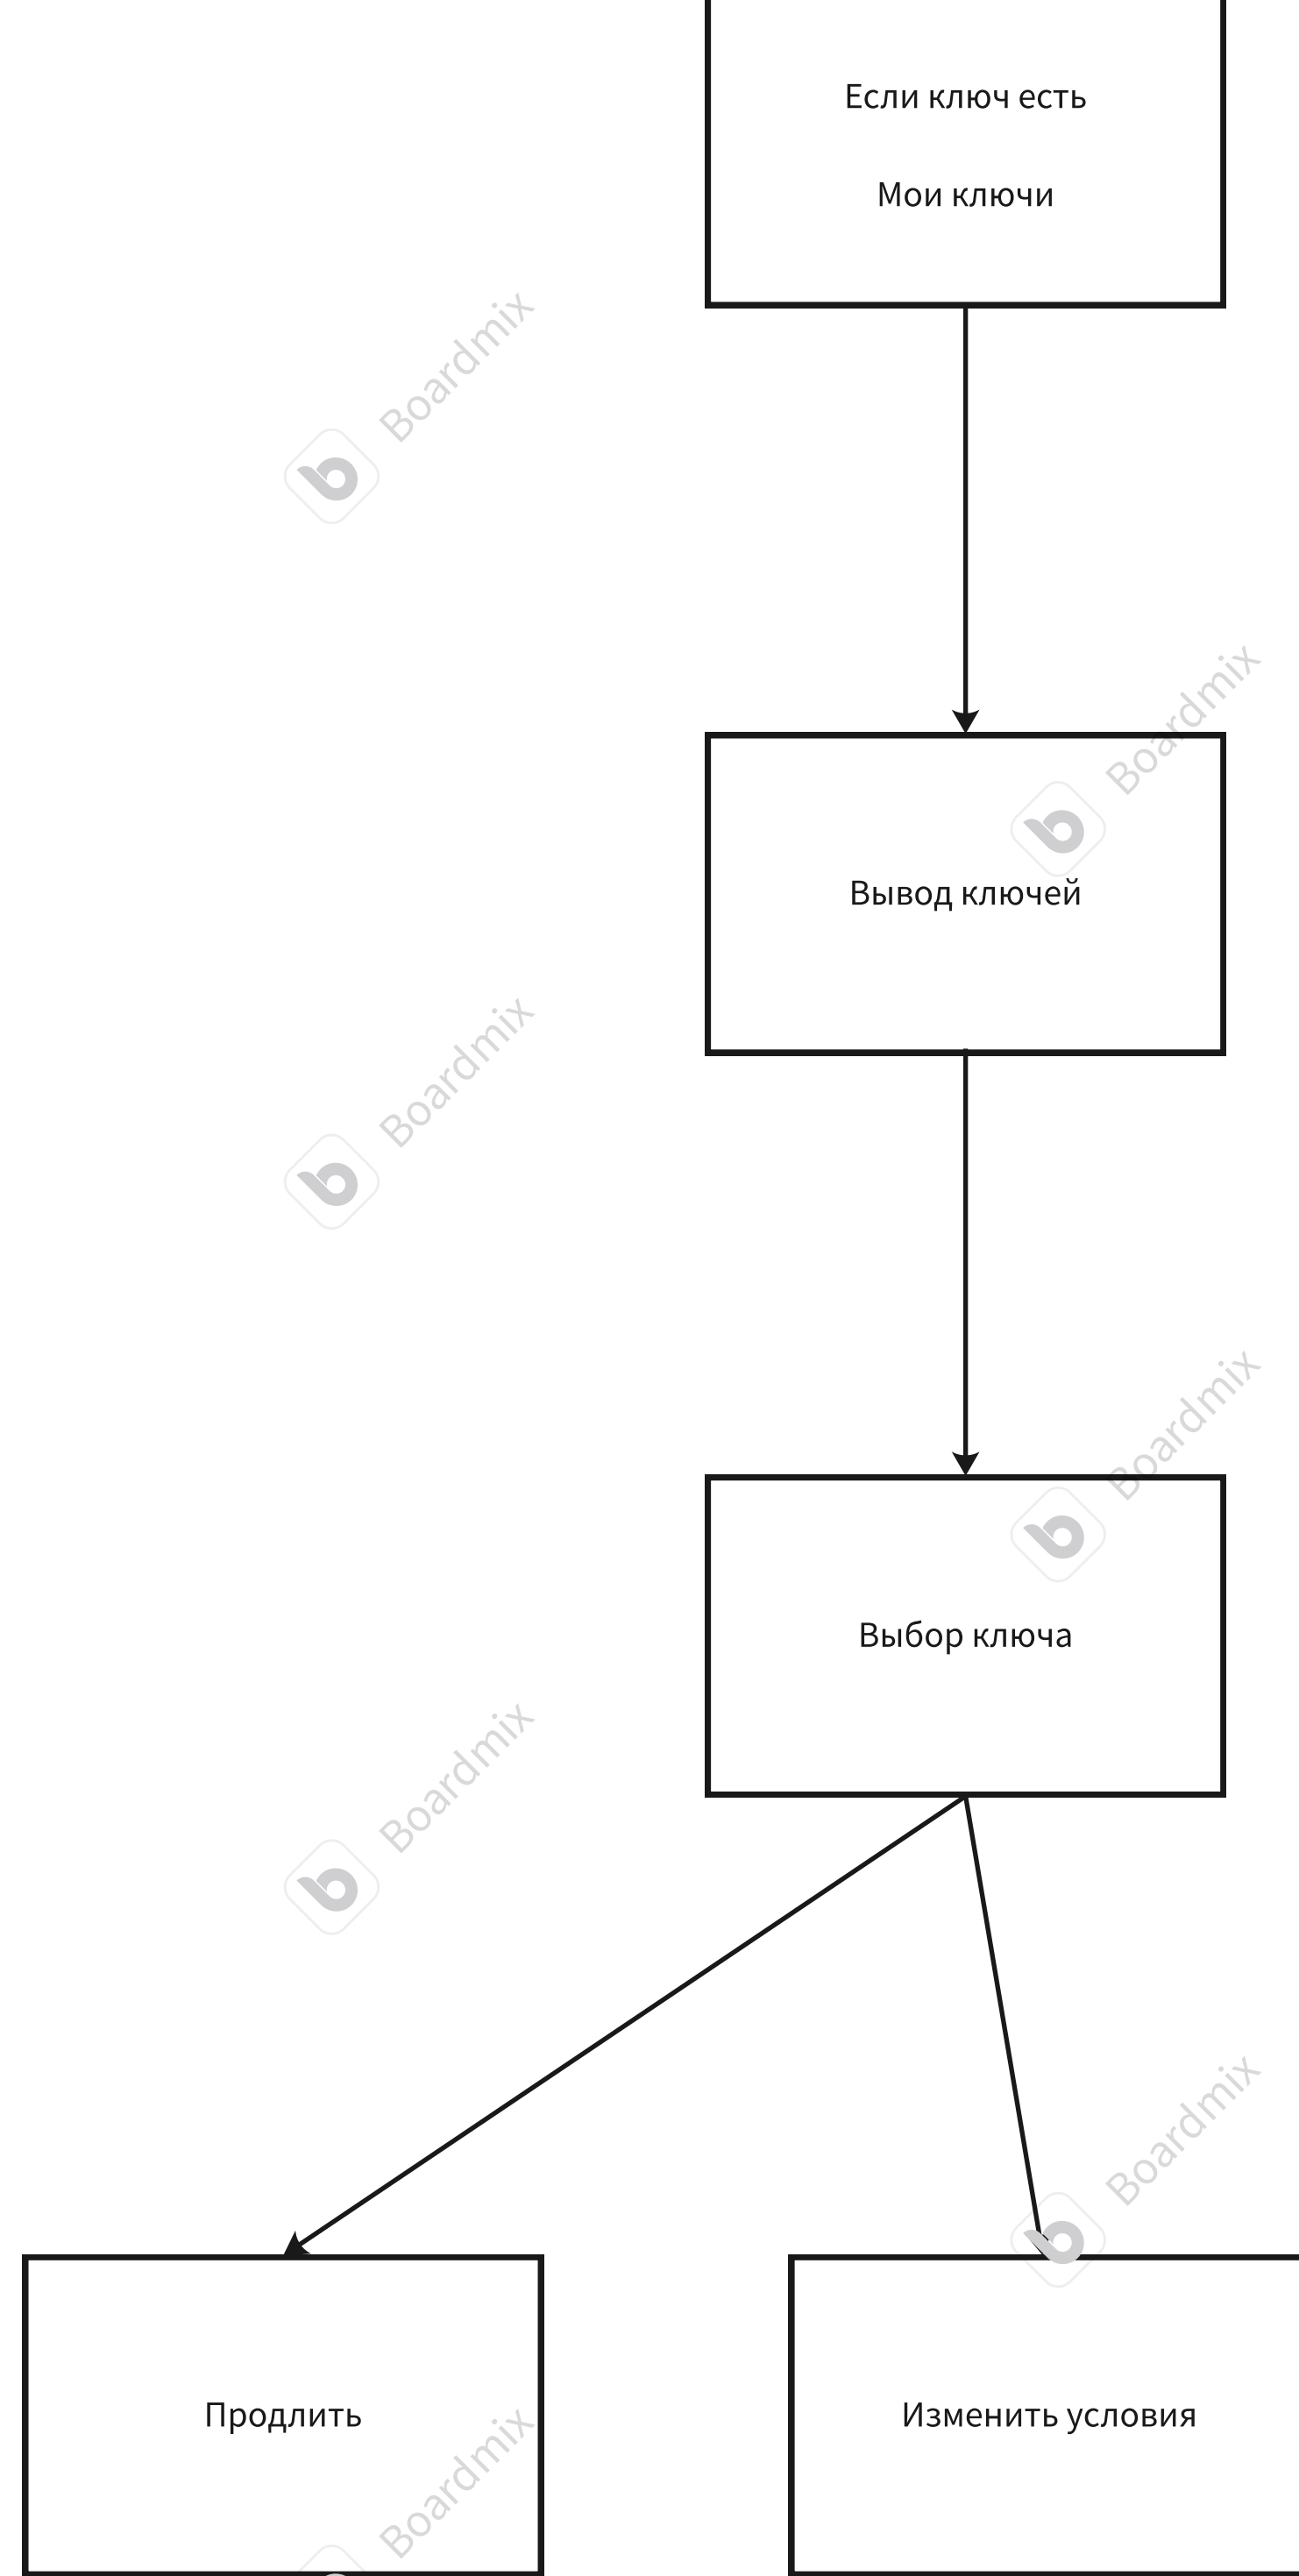 Если ключ есть
Мои ключи
Boardmix
Boardmix
Вывод ключей
Boardmix
Boardmix
Выбор ключа
Boardmix
Boardmix
Продлить
Изменить условия
Boardmix